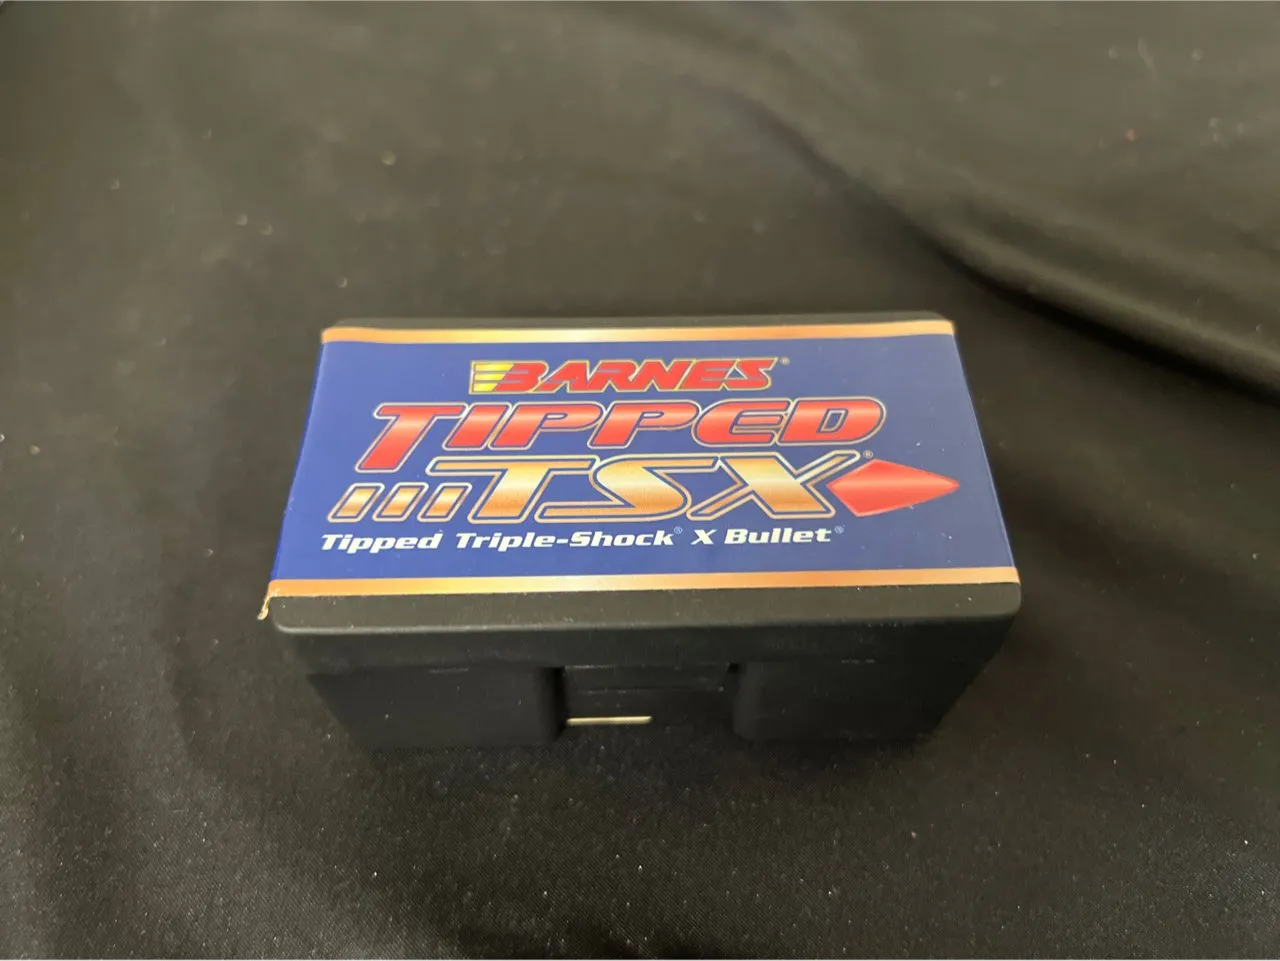 BARNES®
TIPPED
TSX®
Tipped Triple-Shock® X Bullet®